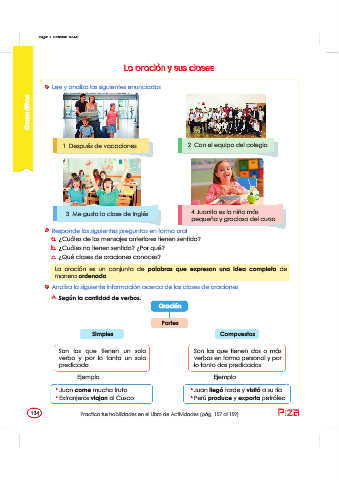 La oración y sus clases
Lee y analiza los siguientes enunciados
1 Después de vacaciones
2 Con el equipo del colegio
3 Me gusta la clase de Inglés
4 Juanita es la niña más
pequeña y graciosa del curso
Responde las siguientes preguntas en forma oral
a. ¿Cuáles de los mensajes anteriores tienen sentido?
b. ¿Cuáles no tienen sentido? ¿Por qué?
c. ¿Qué clases de oraciones conoces?
La oración es un conjunto de palabras que expresan una idea completa de
manera ordenada
Analiza la siguiente información acerca de las clases de oraciones
Según la cantidad de verbos.
Oración
Partes
Simples
Compuestas
Son las que tienen un solo
verbo y por lo tanto un solo
predicado
Son las que tienen dos o más
verbos en forma personal y por
lo tanto dos predicados
Ejemplo
Ejemplo
* Juan come mucha fruta
* Extranjeros viajan al Cusco
* Juan llegó tarde y visitó a su tía
* Perú produce y exporta petróleo
134
Practica tus habilidades en el Libro de Actividades (pág. 157 al 159)